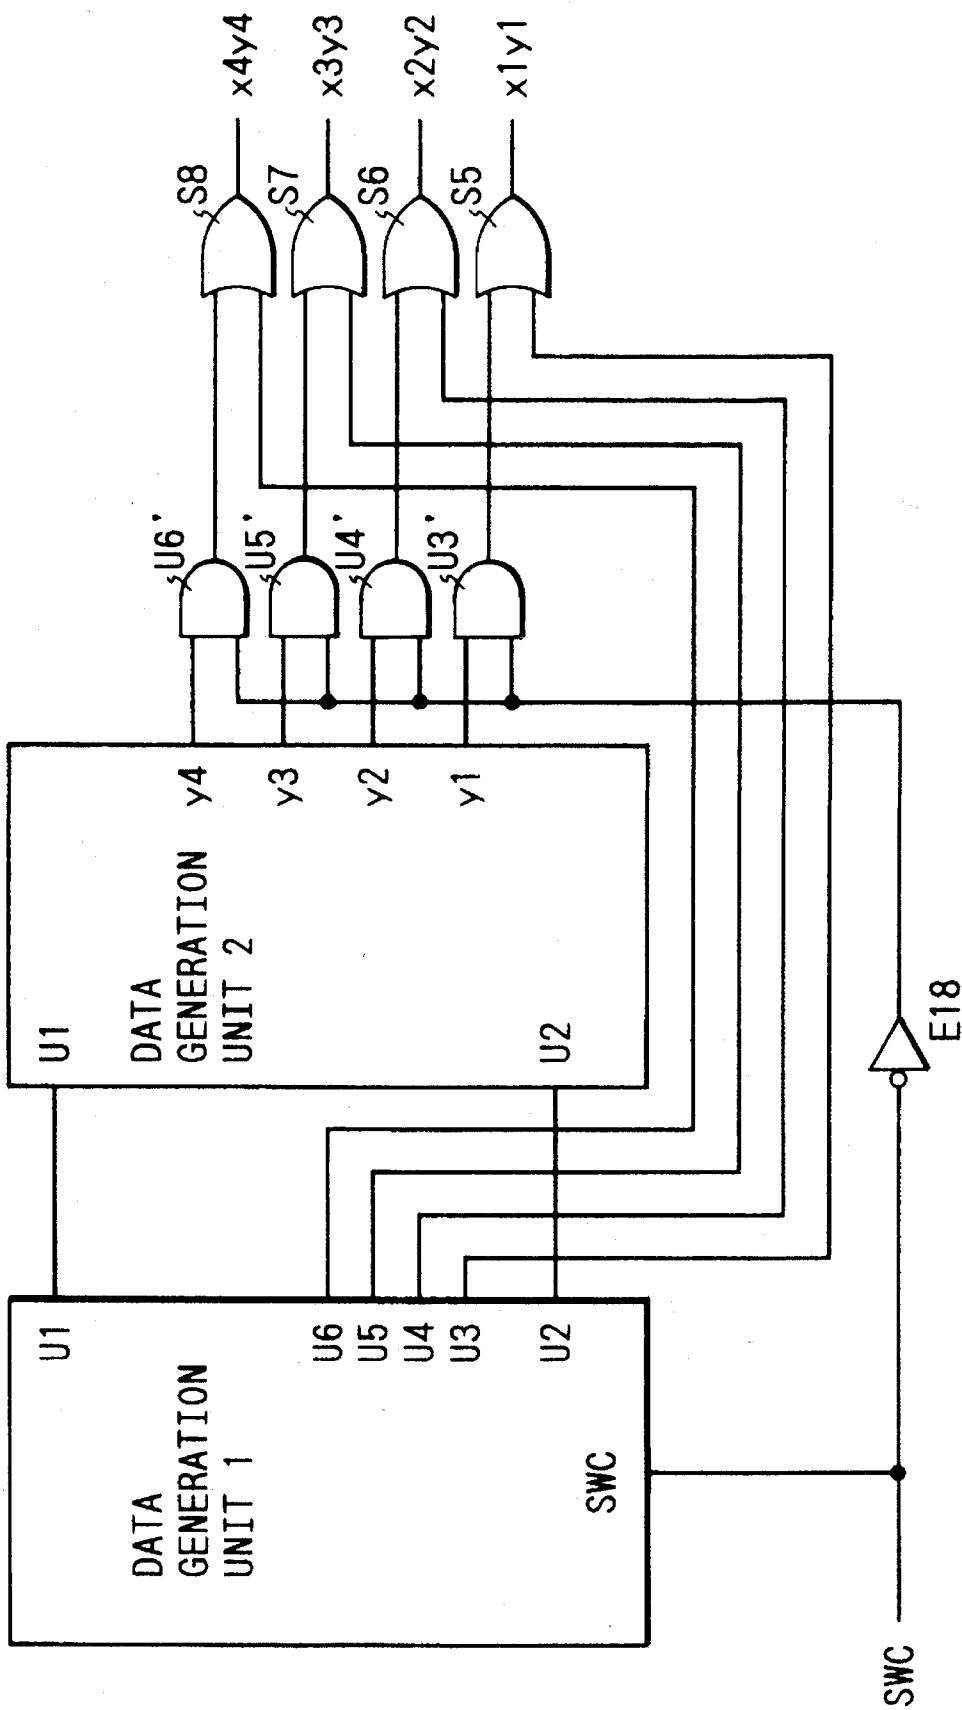 x4y4
x3y3
x2y2
x1y1
S8
S7
S6
S5
U6'
U5'
U4'
U3'
U1
DATA
GENERATION
UNIT 2
y4
y3
y2
y1
U2
E18
U1
DATA
GENERATION
UNIT 1
U6
U5
U4
U3
U2
SWC
SWC